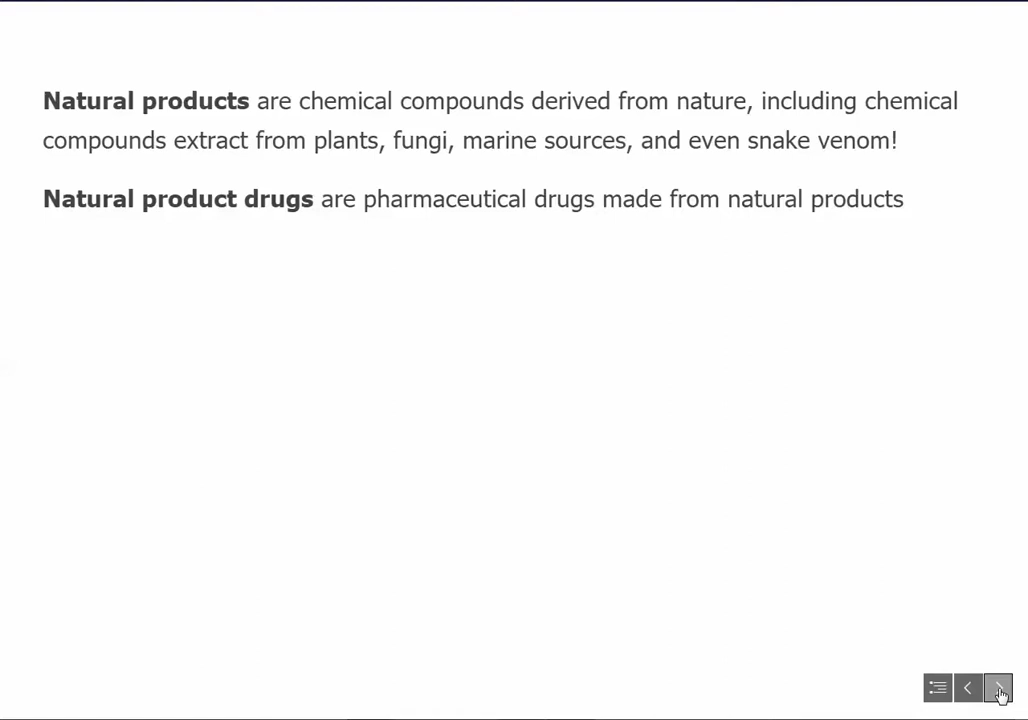 Natural products are chemical compounds derived from nature, including chemical
compounds extract from plants, fungi, marine sources, and even snake venom!
Natural product drugs are pharmaceutical drugs made from natural products